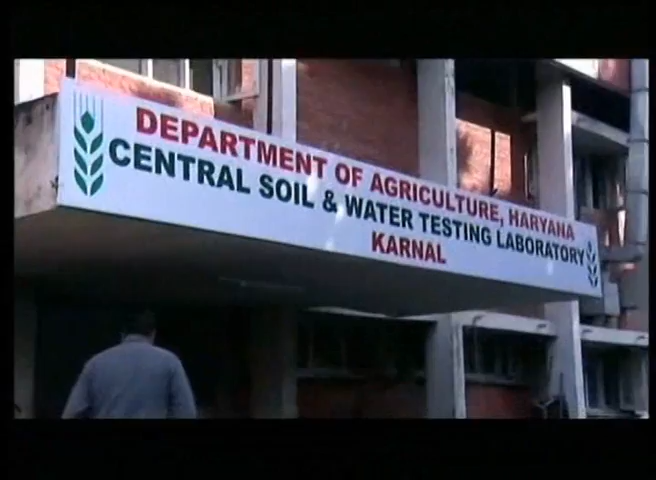 DEPARTMENT OF AGRICULTURE, HARYANA
CENTRAL SOIL & WATER TESTING LABORATORY
KARNAL